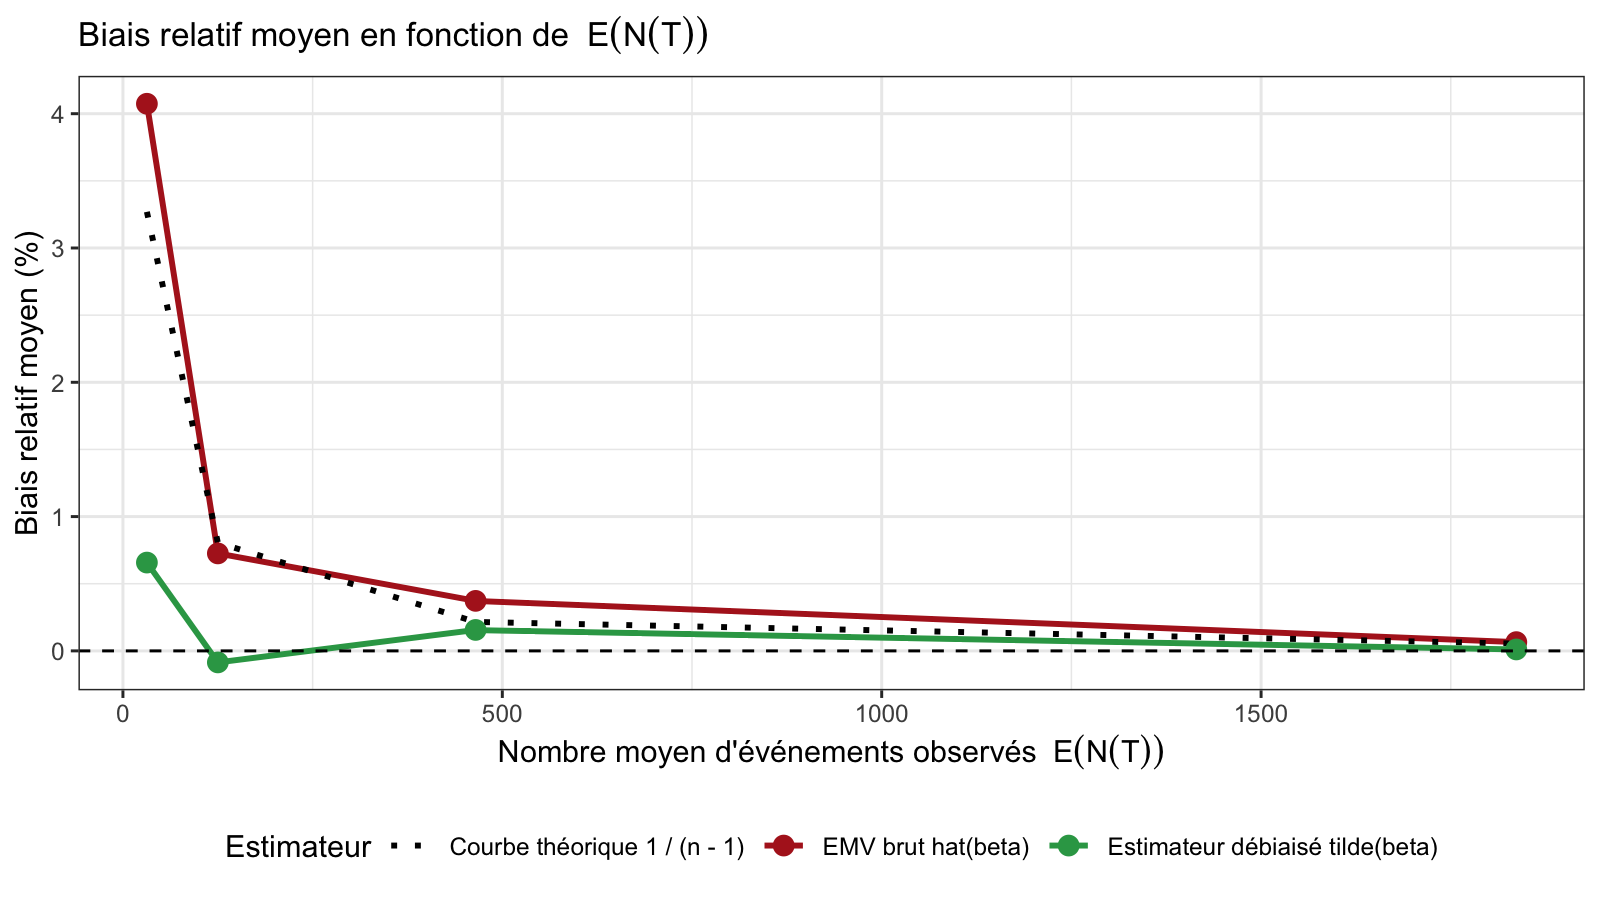 Biais relatif moyen en fonction de E(N(T))
Biais relatif moyen (%)
4
3
2
1
0
0 500 1000 1500
Nombre moyen d'événements observés E(N(T))
Estimateur Courbe théorique 1 / (n - 1) EMV brut hat(beta) Estimateur débiaisé tilde(beta)